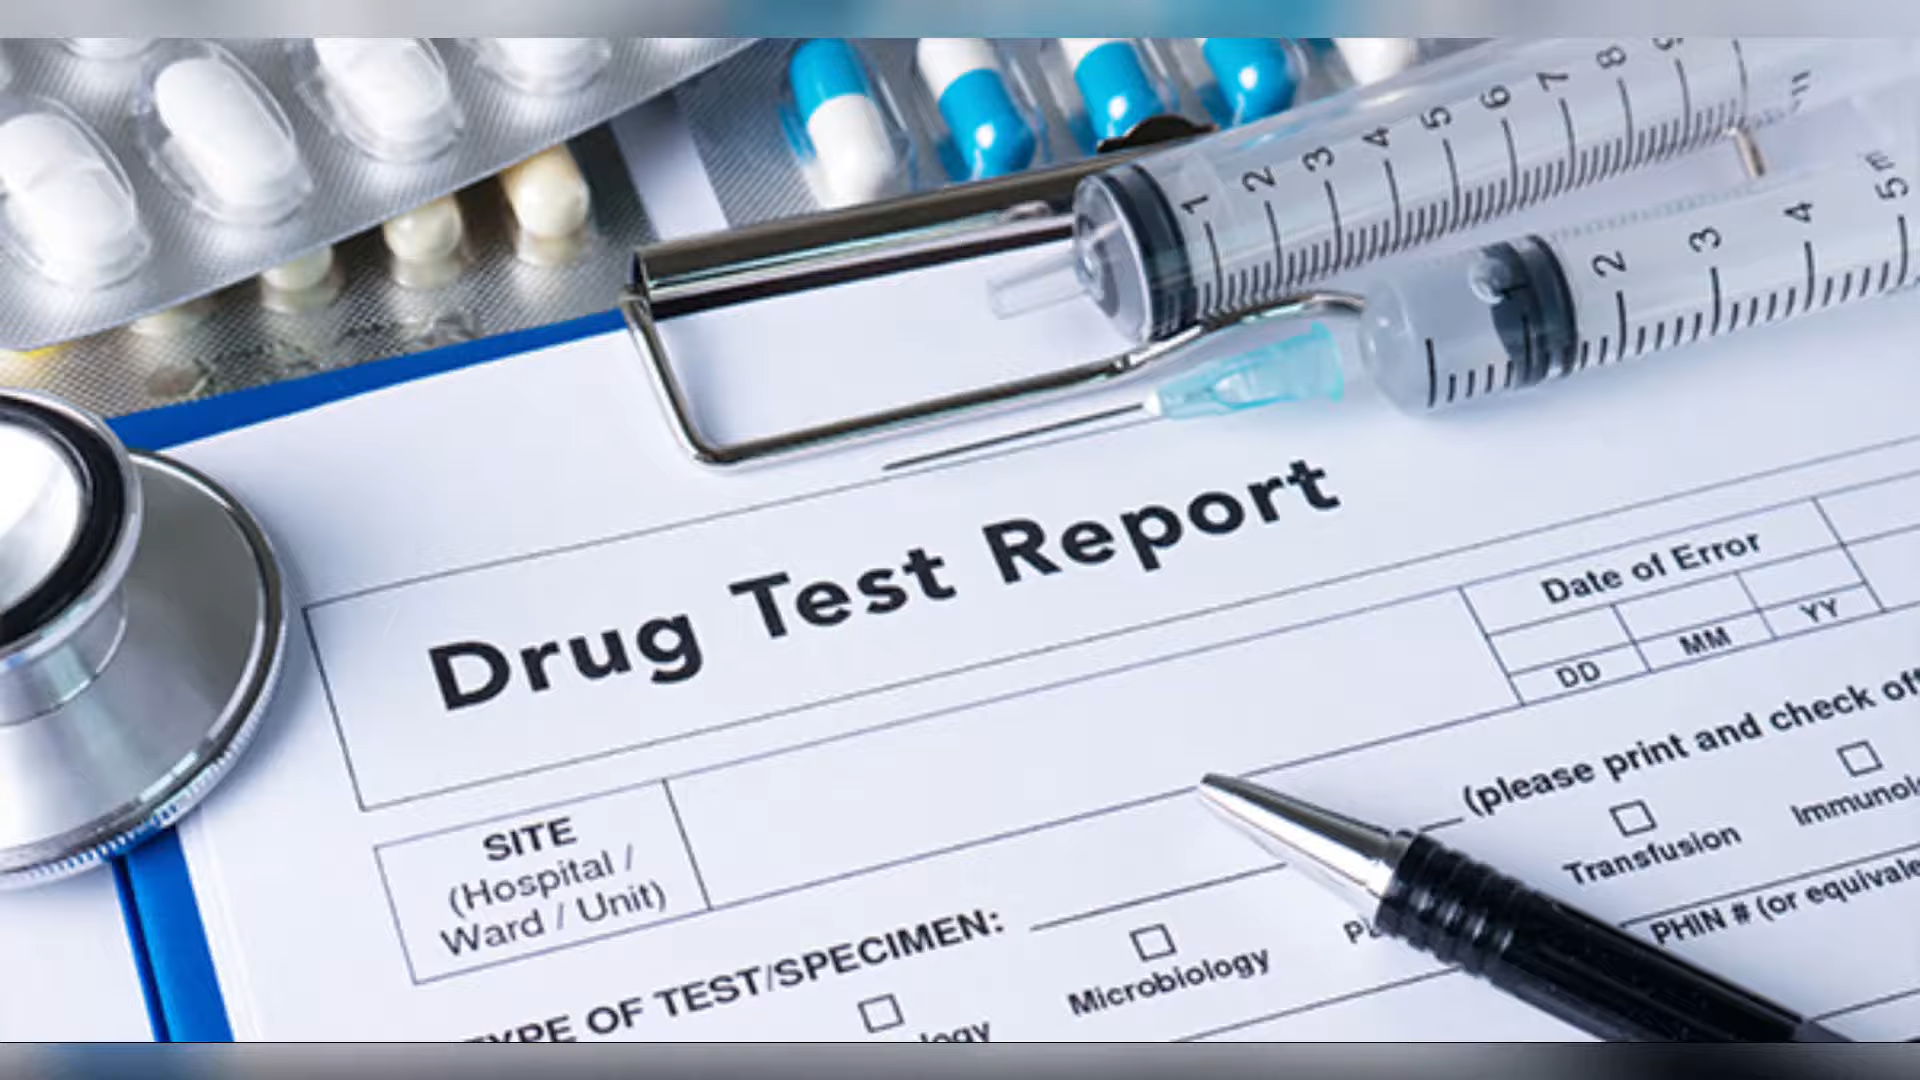 1 2 3 4 5 6 7 8
2 3 4 5
Drug Test Report
Date of Error
DD MM YY
SITE
(Hospital /
Ward / Unit)
(please print and check off
TYPE OF TEST/SPECIMEN:
Transfusion
Microbiology
PHIN # (or